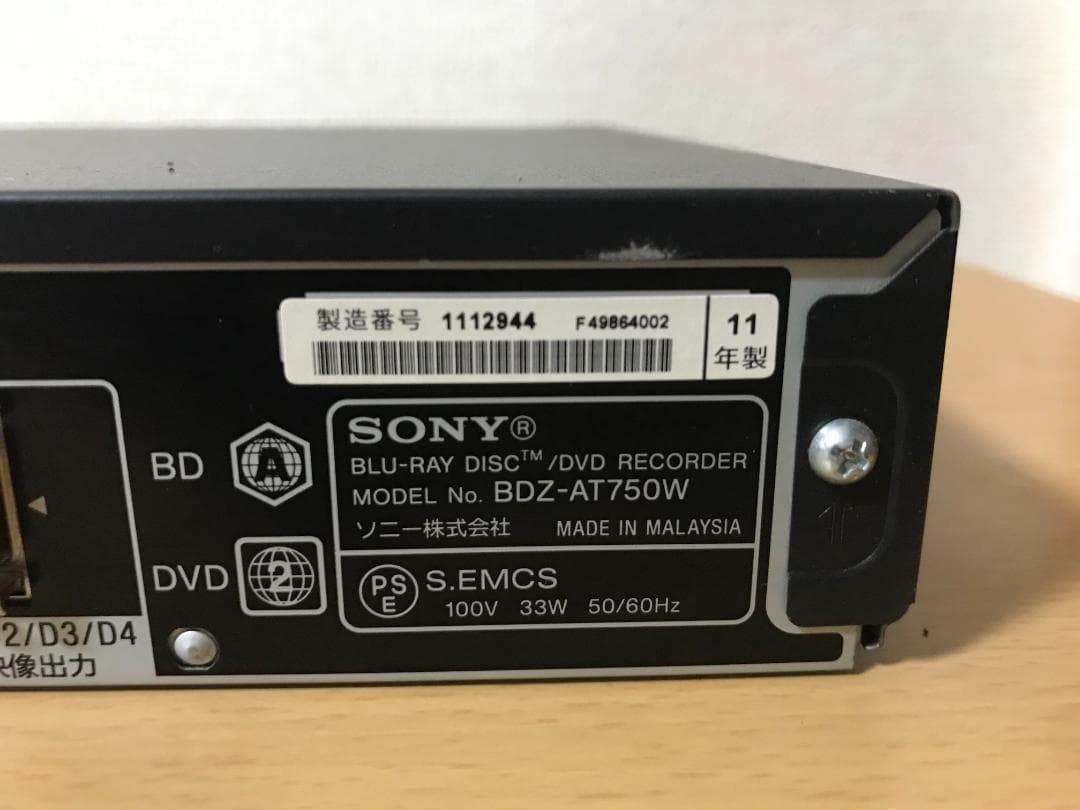 製造番号 1112944 F49864002
11
年製
BD A
SONY®
BLU-RAY DISC™/DVD RECORDER
MODEL No. BDZ-AT750W
ソニー株式会社 MADE IN MALAYSIA
DVD 2
PS
E
S.EMCS
100V 33W 50/60Hz
2/D3/D4
映像出力